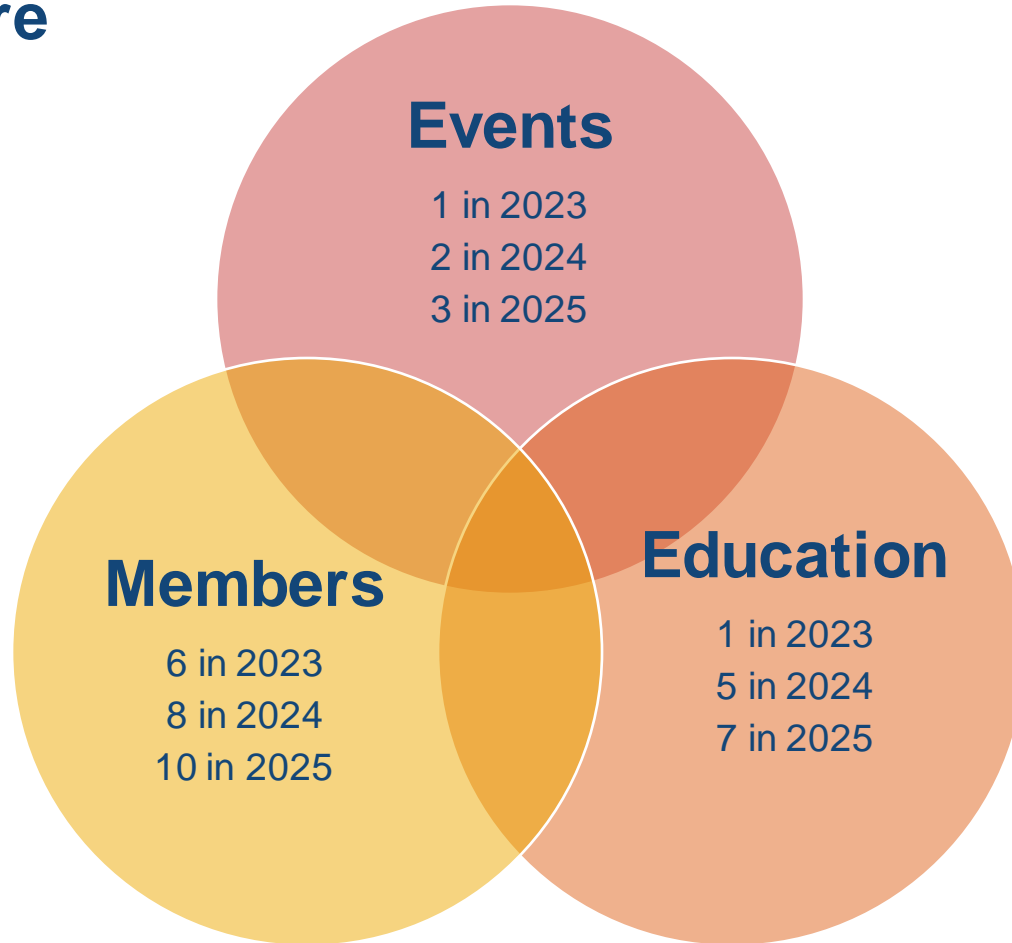 re
Events
1 in 2023
2 in 2024
3 in 2025
Members
6 in 2023
8 in 2024
10 in 2025
Education
1 in 2023
5 in 2024
7 in 2025